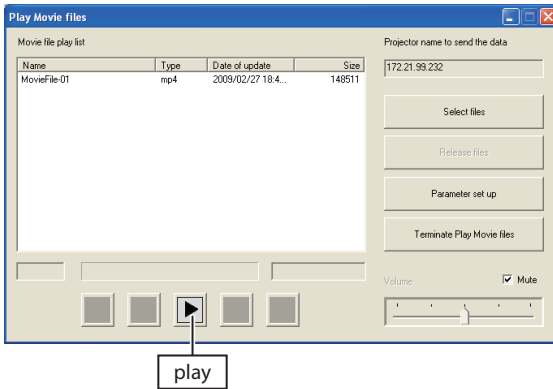 Play Movie files
Movie file play list
Projector name to send the data
Name Type Date of update Size
MovieFile-01 mp4 2009/02/27 18:4... 148511
172.21.99.232
Select files
Release files
Parameter set up
Terminate Play Movie files
Volume
Mute
play